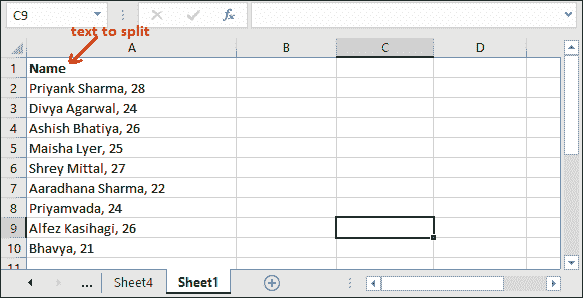 C9 fx
text to split
A B C D
1 Name
2 Priyank Sharma, 28
3 Divya Agarwal, 24
4 Ashish Bhatiya, 26
5 Maisha Lyer, 25
6 Shrey Mittal, 27
7 Aaradhana Sharma, 22
8 Priyamvada, 24
9 Alfez Kasihagi, 26
10 Bhavya, 21
11
... Sheet4 Sheet1